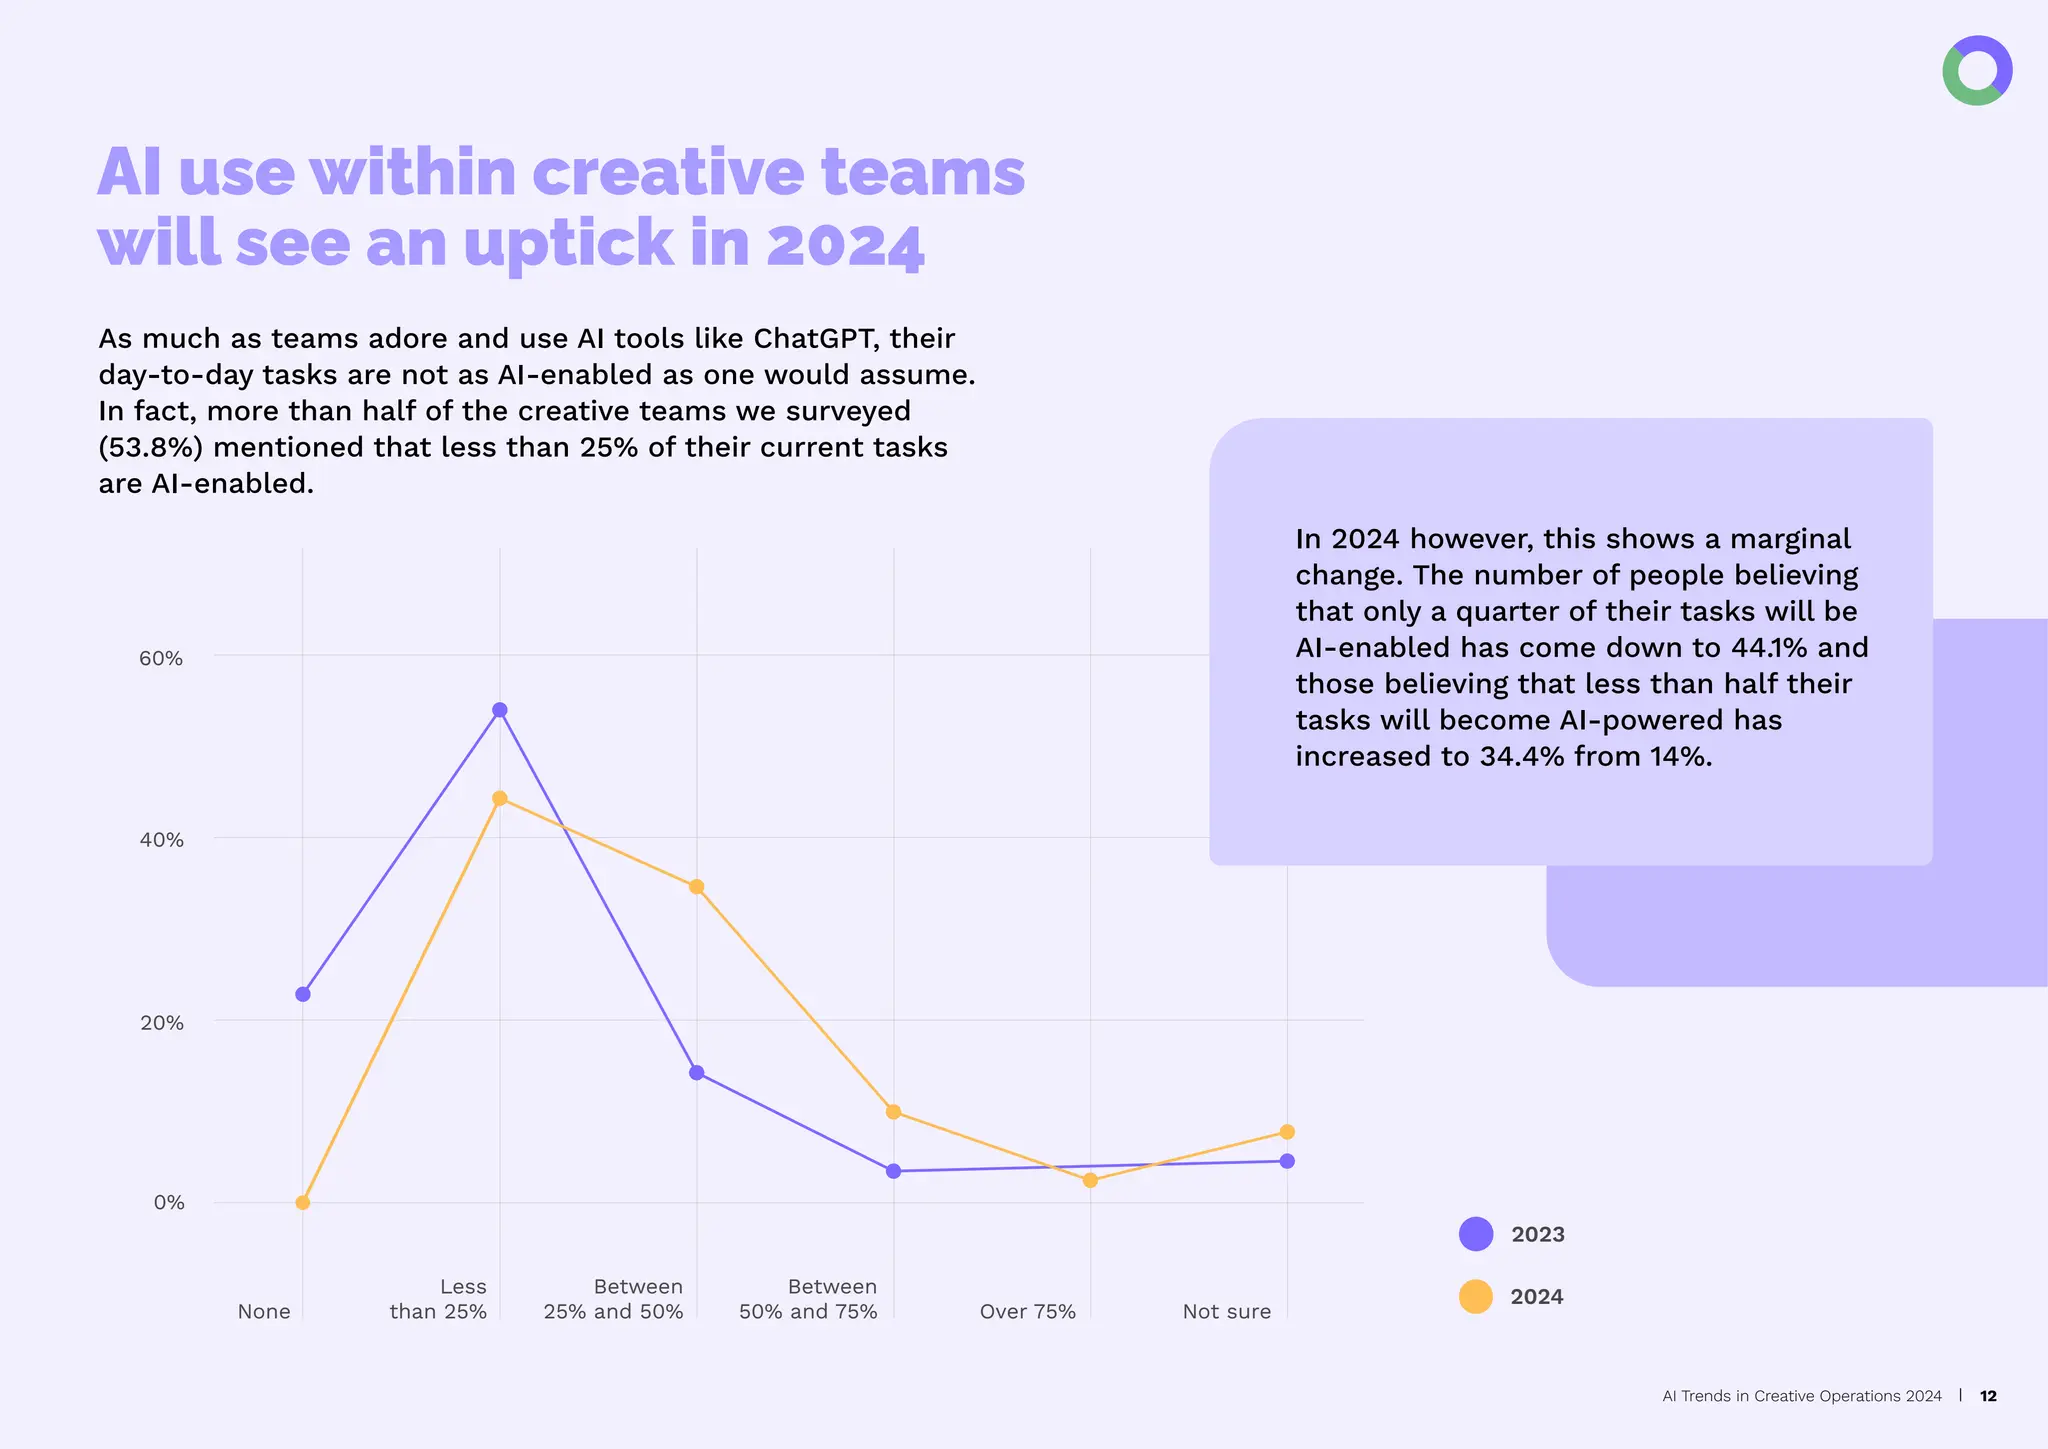 AI use within creative teams
will see an uptick in 2024
As much as teams adore and use AI tools like ChatGPT, their
day-to-day tasks are not as AI-enabled as one would assume.
In fact, more than half of the creative teams we surveyed
(53.8%) mentioned that less than 25% of their current tasks
are AI-enabled.
In 2024 however, this shows a marginal
change. The number of people believing
that only a quarter of their tasks will be
AI-enabled has come down to 44.1% and
those believing that less than half their
tasks will become AI-powered has
increased to 34.4% from 14%.
60%
40%
20%
0%
None
Less
than 25%
Between
25% and 50%
Between
50% and 75%
Over 75%
Not sure
2023
2024
AI Trends in Creative Operations 2024 | 12